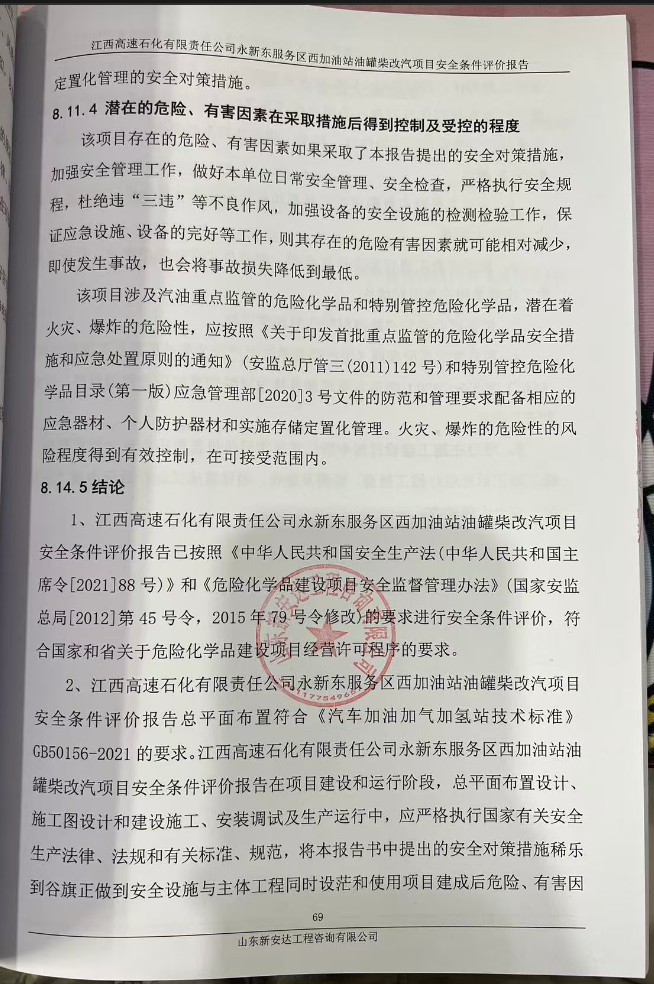 江西高速石化有限责任公司永新东服务区西加油站油罐柴改汽项目安全条件评价报告
定置化管理的安全对策措施。
8.11.4 潜在的危险、有害因素在采取措施后得到控制及受控的程度
该项目存在的危险、有害因素如果采取了本报告提出的安全对策措施，
加强安全管理工作，做好本单位日常安全管理、安全检查，严格执行安全规
程，杜绝违“三违”等不良作风，加强设备的安全设施的检测检验工作，保
证应急设施、设备的完好等工作，则其存在的危险有害因素就可能相对减少，
即使发生事故，也会将事故损失降低到最低。
该项目涉及汽油重点监管的危险化学品和特别管控危险化学品，潜在着
火灾、爆炸的危险性，应按照《关于印发首批重点监管的危险化学品安全措
施和应急处置原则的通知》(安监总厅管三(2011)142 号)和特别管控危险化
学品目录(第一版)应急管理部[2020]3 号文件的防范和管理要求配备相应的
应急器材、个人防护器材和实施存储定置化管理。火灾、爆炸的危险性的风
险程度得到有效控制，在可接受范围内。
8.14.5 结论
1、江西高速石化有限责任公司永新东服务区西加油站油罐柴改汽项目
安全条件评价报告已按照《中华人民共和国安全生产法(中华人民共和国主
席令[2021]88 号)》和《危险化学品建设项目安全监督管理办法》(国家安监
总局[2012]第 45 号令，2015 年 79 号令修改)的要求进行安全条件评价，符
合国家和省关于危险化学品建设项目经营许可程序的要求。
2、江西高速石化有限责任公司永新东服务区西加油站油罐柴改汽项目
安全条件评价报告总平面布置符合《汽车加油加气加氢站技术标准》
GB50156-2021 的要求。江西高速石化有限责任公司永新东服务区西加油站油
罐柴改汽项目安全条件评价报告在项目建设和运行阶段，总平面布置设计、
施工图设计和建设施工、安装调试及生产运行中，应严格执行国家有关安全
生产法律、法规和有关标准、规范，将本报告书中提出的安全对策措施稀乐
到谷旗正做到安全设施与主体工程同时设茫和使用项目建成后危险、有害因
69
山东新安达工程咨询有限公司